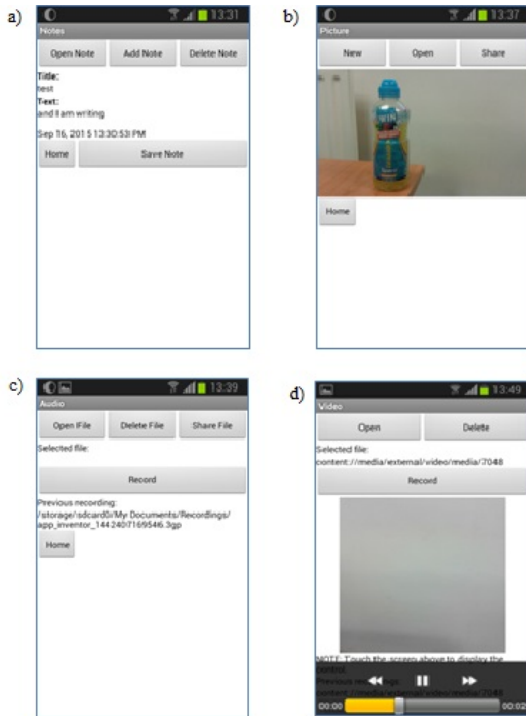 a)
13:31
Notes
Open Note Add Note Delete Note
Title:
test
Text:
and I am writing
Sep 16, 2015 13:30:53 PM
Home Save Note
b)
13:37
Picture
New Open Share
WIN
Home
c)
13:39
Audio
Open File Delete File Share File
Selected file:
Record
Previous recording:
/storage/sdcard0/My Documents/Recordings/
app_inventor_1442407169546.3gp
Home
d)
13:49
Video
Open Delete
Selected file:
content://media/external/video/media/7048
Record
NOTE: Touch the screen above to display the
Previous recordings:
content://media/external/video/media/7048
00:00 00:02